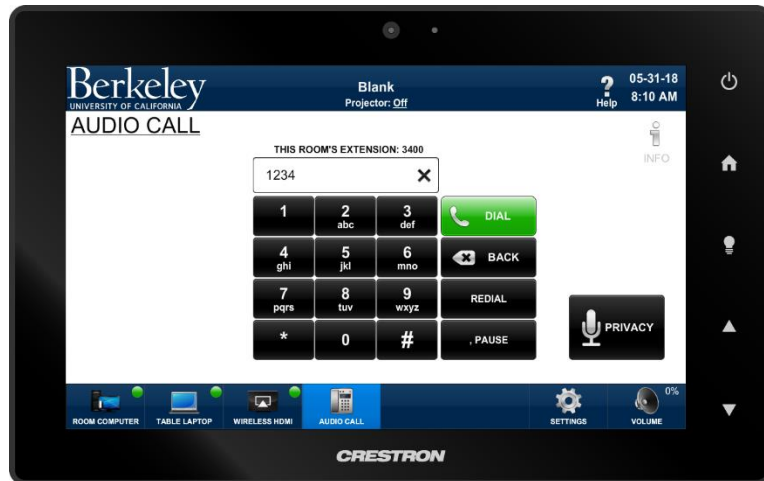 Berkeley
UNIVERSITY OF CALIFORNIA
Blank
Projector: Off
?
Help
05-31-18
8:10 AM
AUDIO CALL
INFO
THIS ROOM'S EXTENSION: 3400
1234
1
2
abc
3
def
DIAL
4
ghi
5
jkl
6
mno
BACK
7
pqrs
8
tuv
9
wxyz
REDIAL
*
0
#
, PAUSE
PRIVACY
ROOM COMPUTER
TABLE LAPTOP
WIRELESS HDMI
AUDIO CALL
SETTINGS
0%
VOLUME
CRESTRON